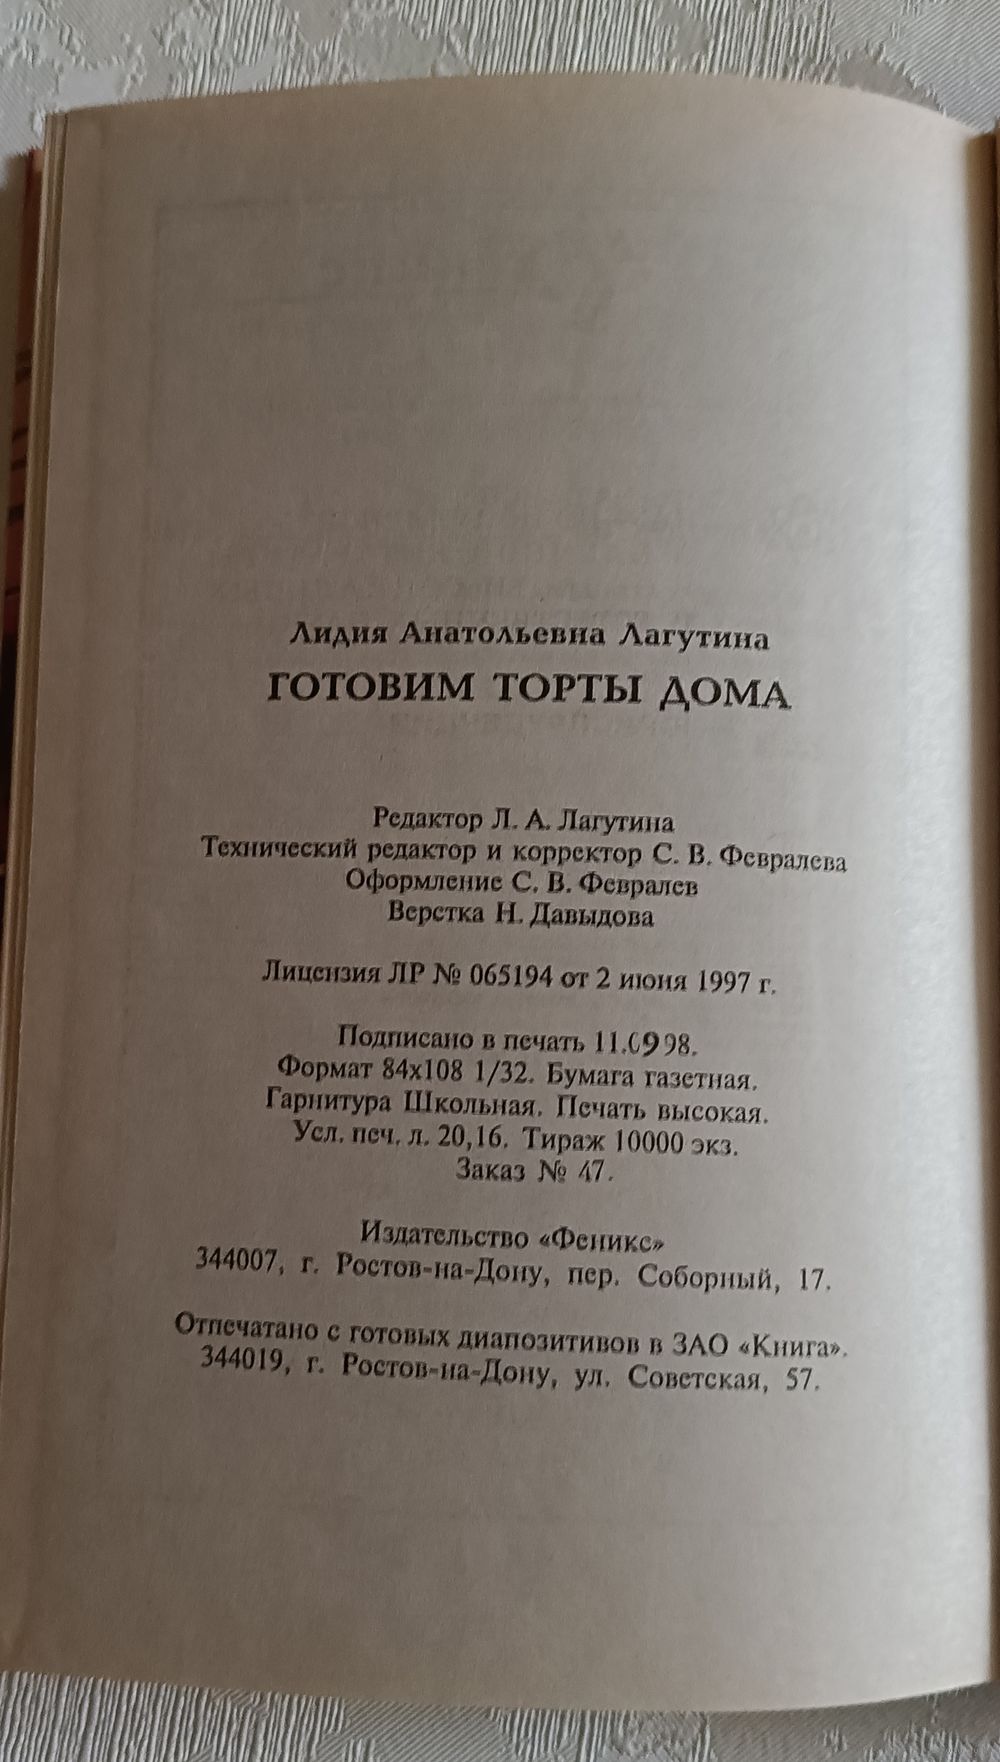 Лидия Анатольевна Лагутина
ГОТОВИМ ТОРТЫ ДОМА
Редактор Л. А. Лагутина
Технический редактор и корректор С. В. Февралева
Оформление С. В. Февралев
Верстка Н. Давыдова
Лицензия ЛР № 065194 от 2 июня 1997 г.
Подписано в печать 11.0998.
Формат 84х108 1/32. Бумага газетная.
Гарнитура Школьная. Печать высокая.
Усл. печ. л. 20,16. Тираж 10000 экз.
Заказ № 47.
Издательство «Феникс»
344007, г. Ростов-на-Дону, пер. Соборный, 17.
Отпечатано с готовых диапозитивов в ЗАО «Книга».
344019, г. Ростов-на-Дону, ул. Советская, 57.